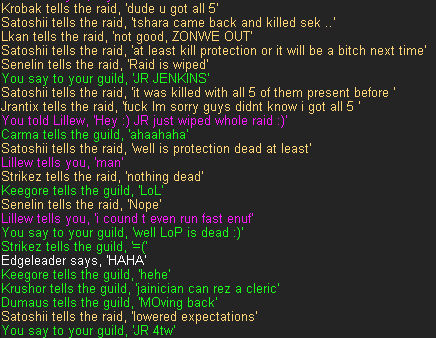 Krobak tells the raid, 'dude u got all 5'
Satoshii tells the raid, 'tshara came back and killed sek ..'
Lkan tells the raid, 'not good, ZONWE OUT'
Satoshii tells the raid, 'at least kill protection or it will be a bitch next time'
Senelin tells the raid, 'Raid is wiped'
You say to your guild, 'JR JENKINS'
Satoshii tells the raid, 'it was killed with all 5 of them present before '
Jrantix tells the raid, 'fuck Im sorry guys didnt know i got all 5 '
You told Lillew, 'Hey :) JR just wiped whole raid :)'
Carma tells the guild, 'ahaahaha'
Satoshii tells the raid, 'well is protection dead at least'
Lillew tells you, 'man'
Strikez tells the raid, 'nothing dead'
Keegore tells the guild, 'LoL'
Senelin tells the raid, 'Nope'
Lillew tells you, 'i cound t even run fast enuf'
You say to your guild, 'well LoP is dead :)'
Strikez tells the guild, '=('
Edgeleader says, 'HAHA'
Keegore tells the guild, 'hehe'
Krushor tells the guild, 'jainician can rez a cleric'
Dumaus tells the guild, 'MOving back'
Satoshii tells the raid, 'lowered expectations'
You say to your guild, 'JR 4tw'